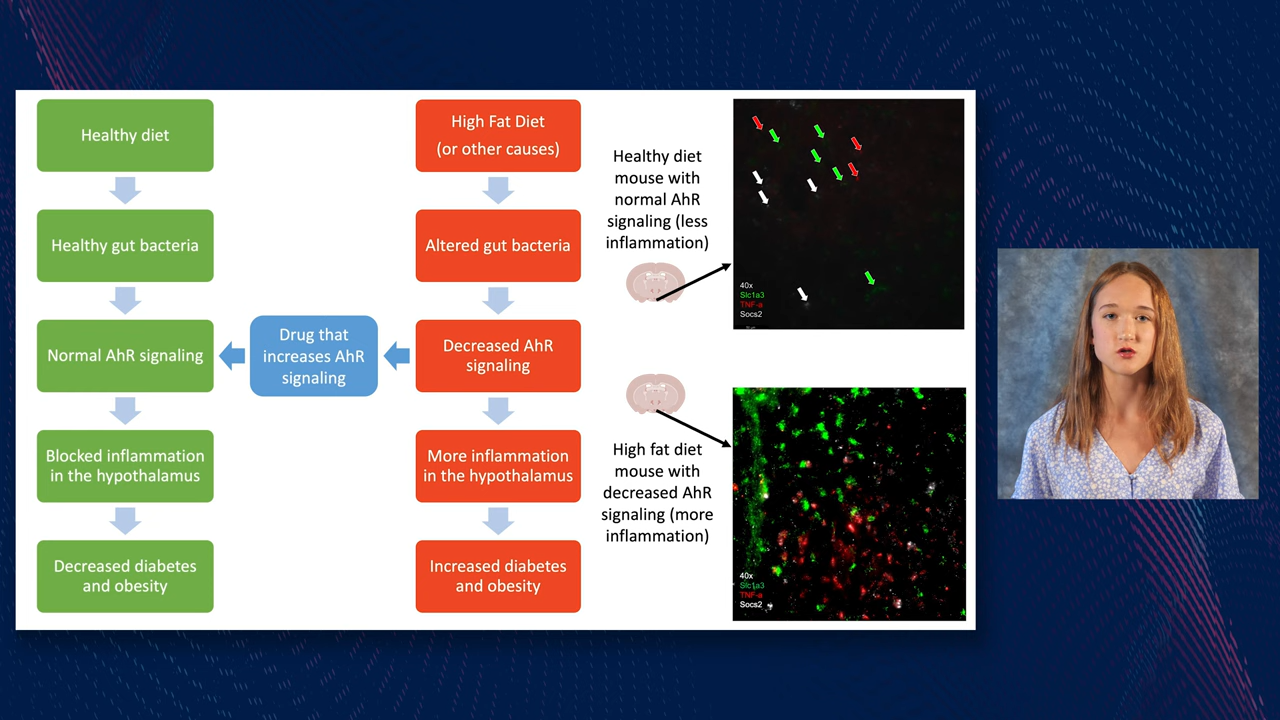 Healthy diet
Healthy gut bacteria
Normal AhR signaling
Blocked inflammation
in the hypothalamus
Decreased diabetes
and obesity
Drug that
increases AhR
signaling
High Fat Diet
(or other causes)
Altered gut bacteria
Decreased AhR
signaling
More inflammation
in the hypothalamus
Increased diabetes
and obesity
Healthy diet
mouse with
normal AhR
signaling (less
inflammation)
High fat diet
mouse with
decreased AhR
signaling (more
inflammation)
40x
Slc1a3
TNF-a
Socs2
40x
Slc1a3
TNF-a
Socs2